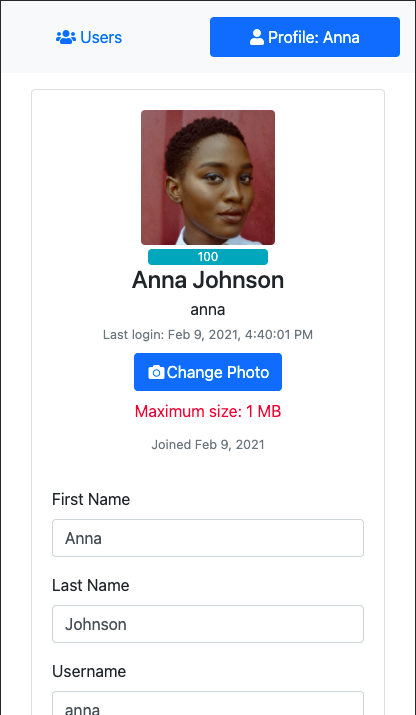 Users
Profile: Anna
100
Anna Johnson
anna
Last login: Feb 9, 2021, 4:40:01 PM
Change Photo
Maximum size: 1 MB
Joined Feb 9, 2021
First Name
Anna
Last Name
Johnson
Username
anna